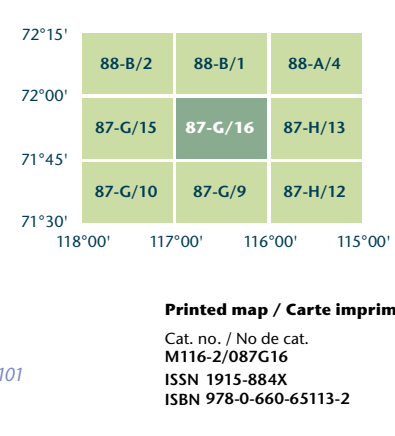 72°15'
88-B/2 88-B/1 88-A/4
72°00'
87-G/15 87-G/16 87-H/13
71°45'
87-G/10 87-G/9 87-H/12
71°30'
118°00' 117°00' 116°00' 115°00'
Printed map / Carte imprim
Cat. no. / No de cat.
M116-2/087G16
101
ISSN 1915-884X
ISBN 978-0-660-65113-2